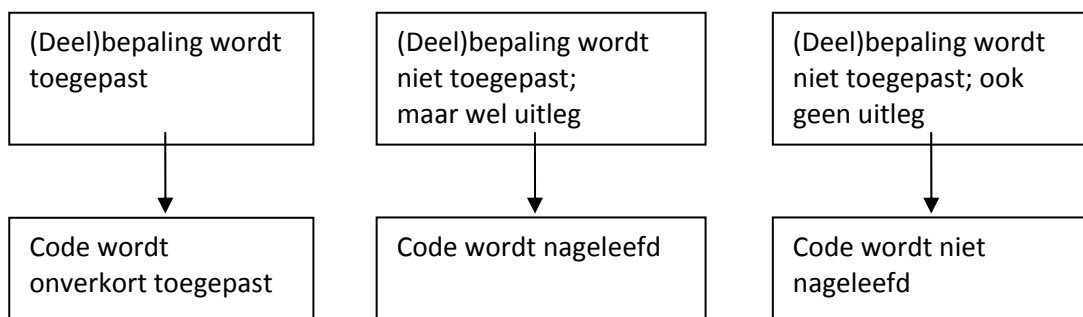 (Deel)bepaling wordt
toegepast
(Deel)bepaling wordt
niet toegepast;
maar wel uitleg
(Deel)bepaling wordt
niet toegepast; ook
geen uitleg
Code wordt
onverkort toegepast
Code wordt nageleefd
Code wordt niet
nageleefd